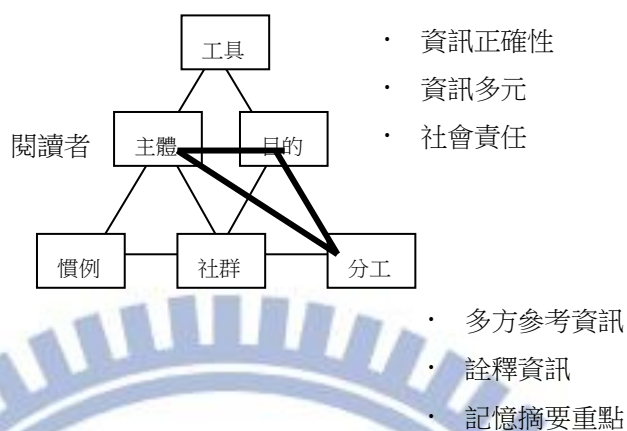 工具
· 資訊正確性
· 資訊多元
· 社會責任
閱讀者
主體
目的
慣例
社群
分工
· 多方參考資訊
· 詮釋資訊
· 記憶摘要重點